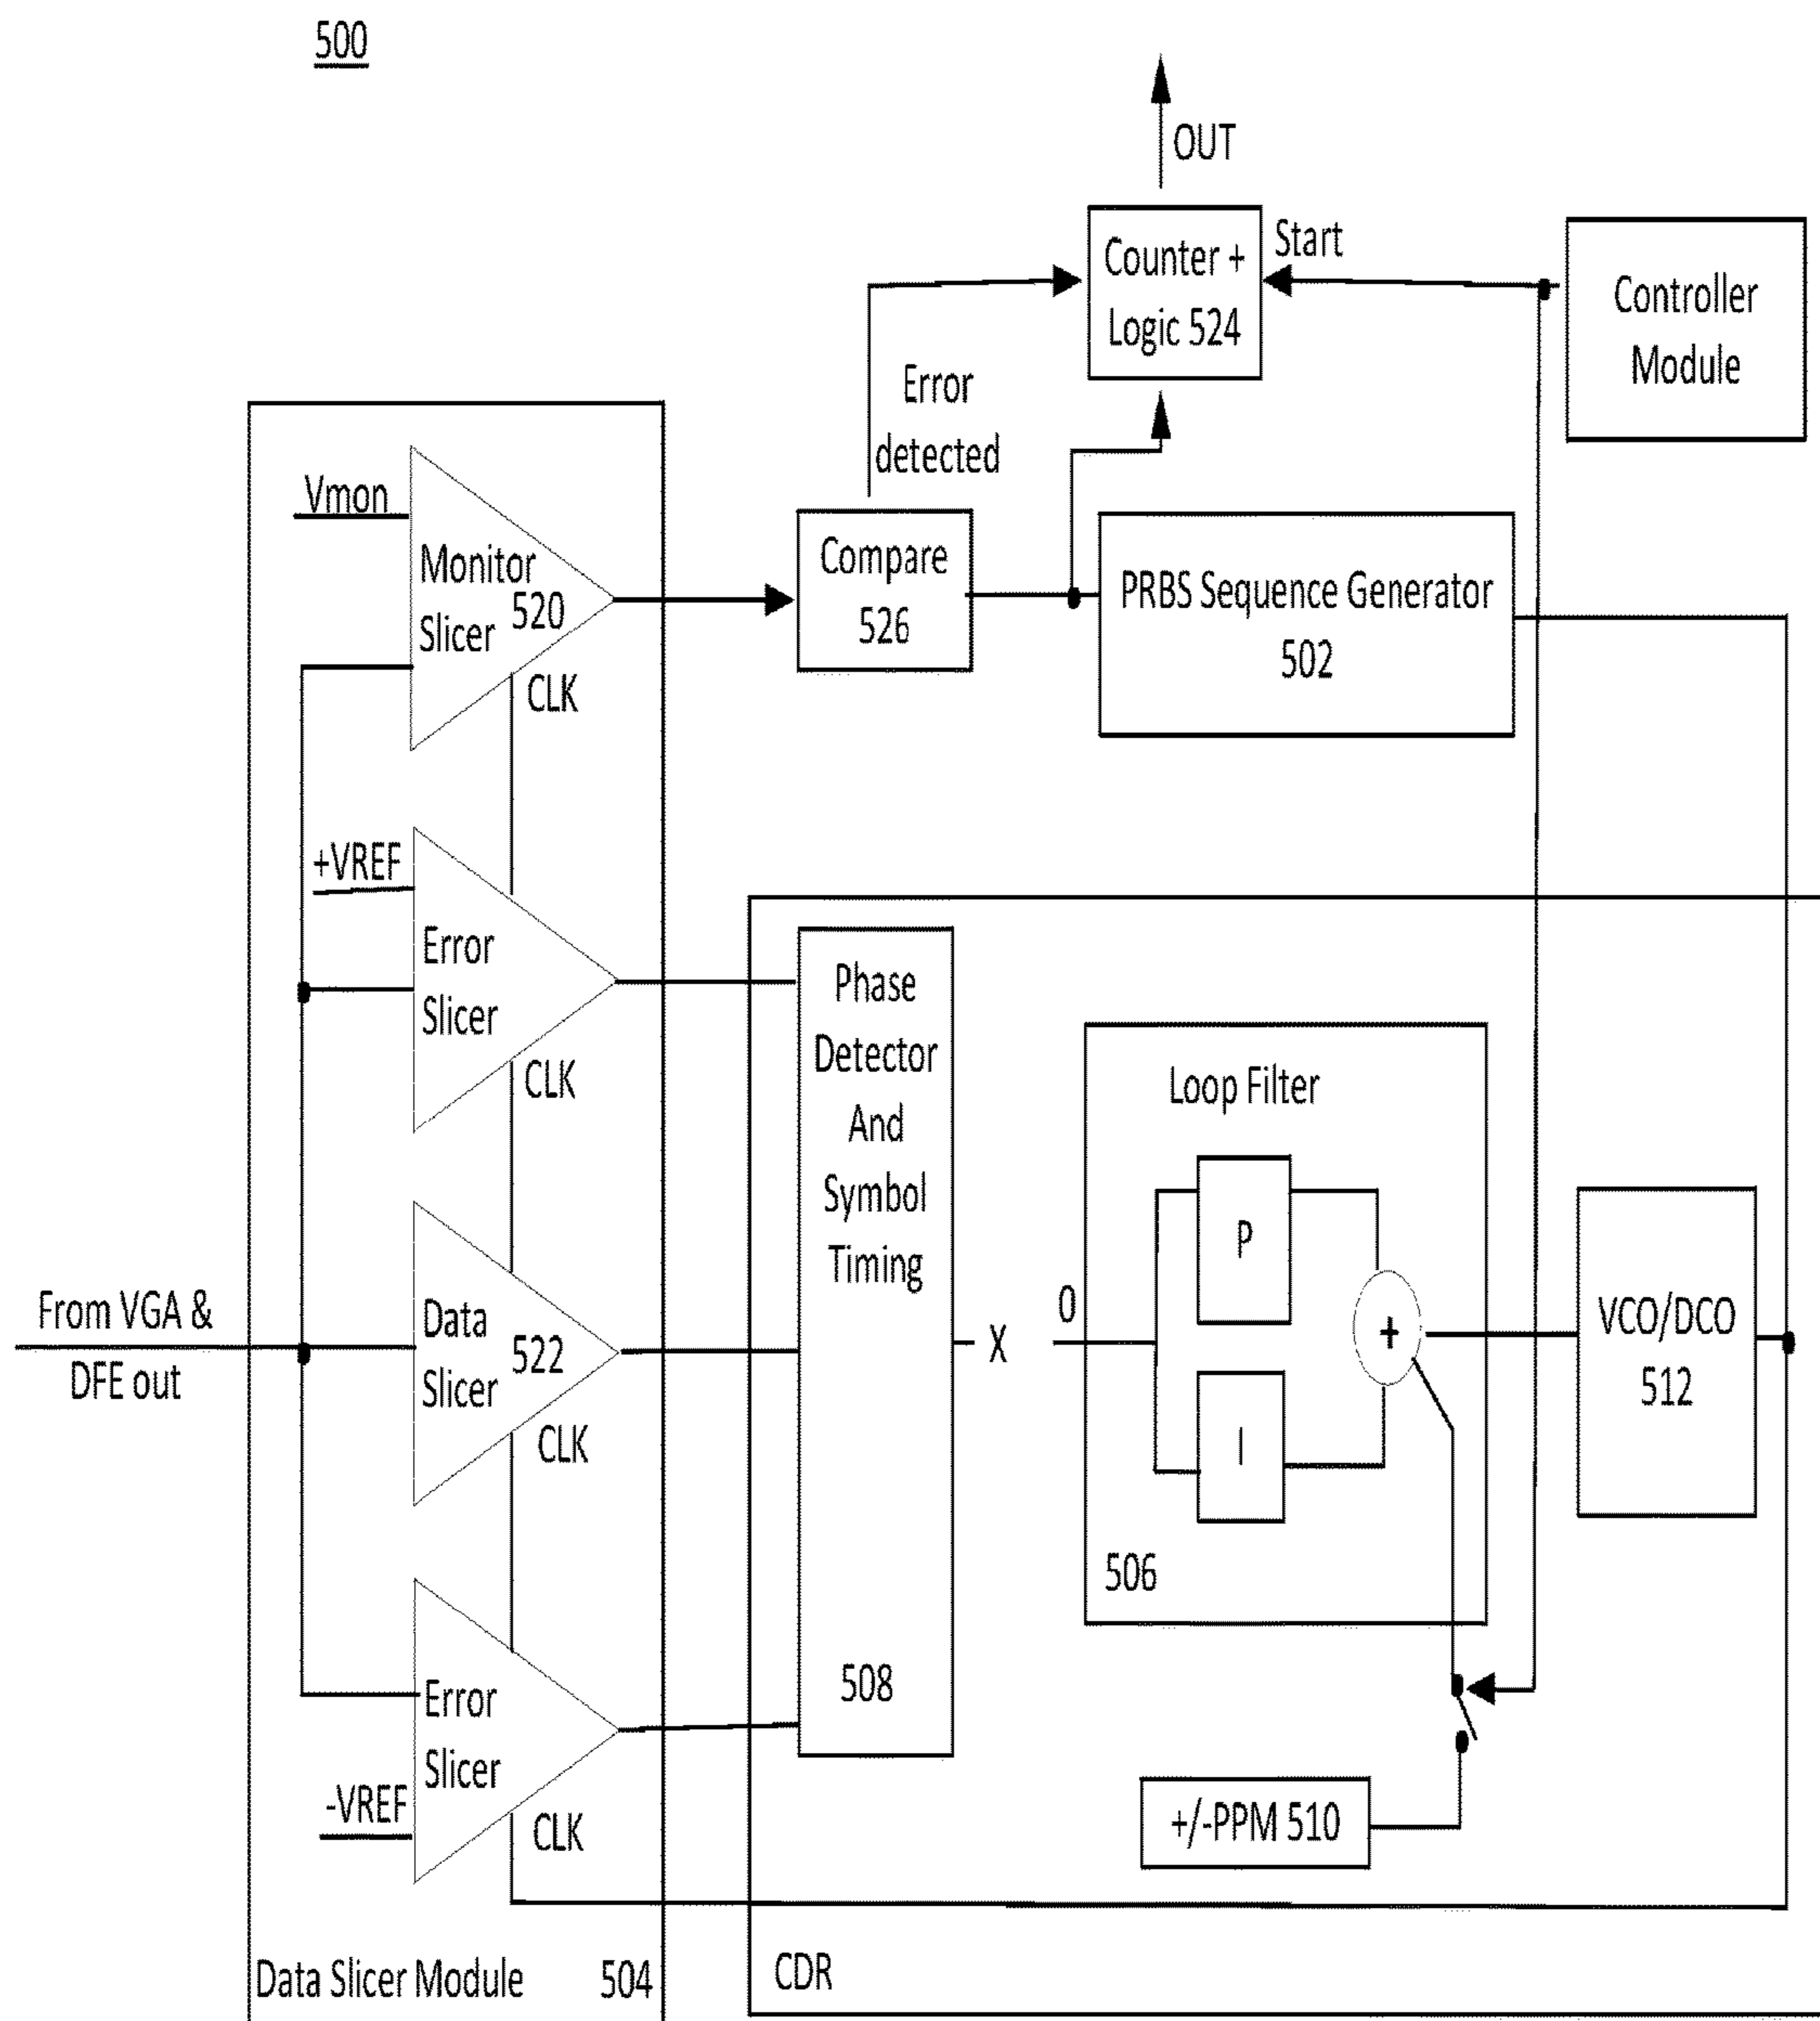 500
OUT
Counter +
Logic 524
Start
Controller
Module
Error
detected
Vmon
Monitor
Slicer
520
CLK
Compare
526
PRBS Sequence Generator
502
+VREF
Error
Slicer
CLK
Phase
Detector
And
Symbol
Timing
508
Loop Filter
P
I
+
506
X
0
VCO/DCO
512
From VGA &
DFE out
Data
Slicer
522
CLK
Error
Slicer
-VREF
CLK
+/-PPM 510
Data Slicer Module 504
CDR